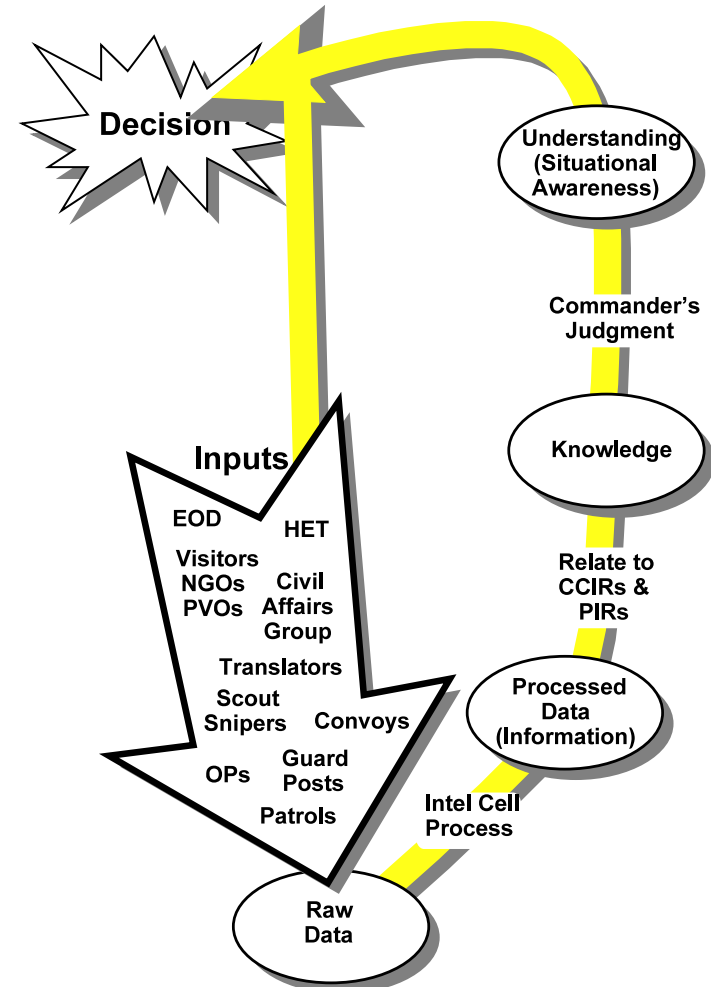 Decision
Understanding
(Situational
Awareness)
Commander’s
Judgment
Knowledge
Relate to
CCIRs &
PIRs
Processed
Data
(Information)
Intel Cell
Process
Inputs
EOD
HET
Visitors
NGOs
PVOs
Civil
Affairs
Group
Translators
Scout
Snipers
Convoys
OPs
Guard
Posts
Patrols
Raw
Data